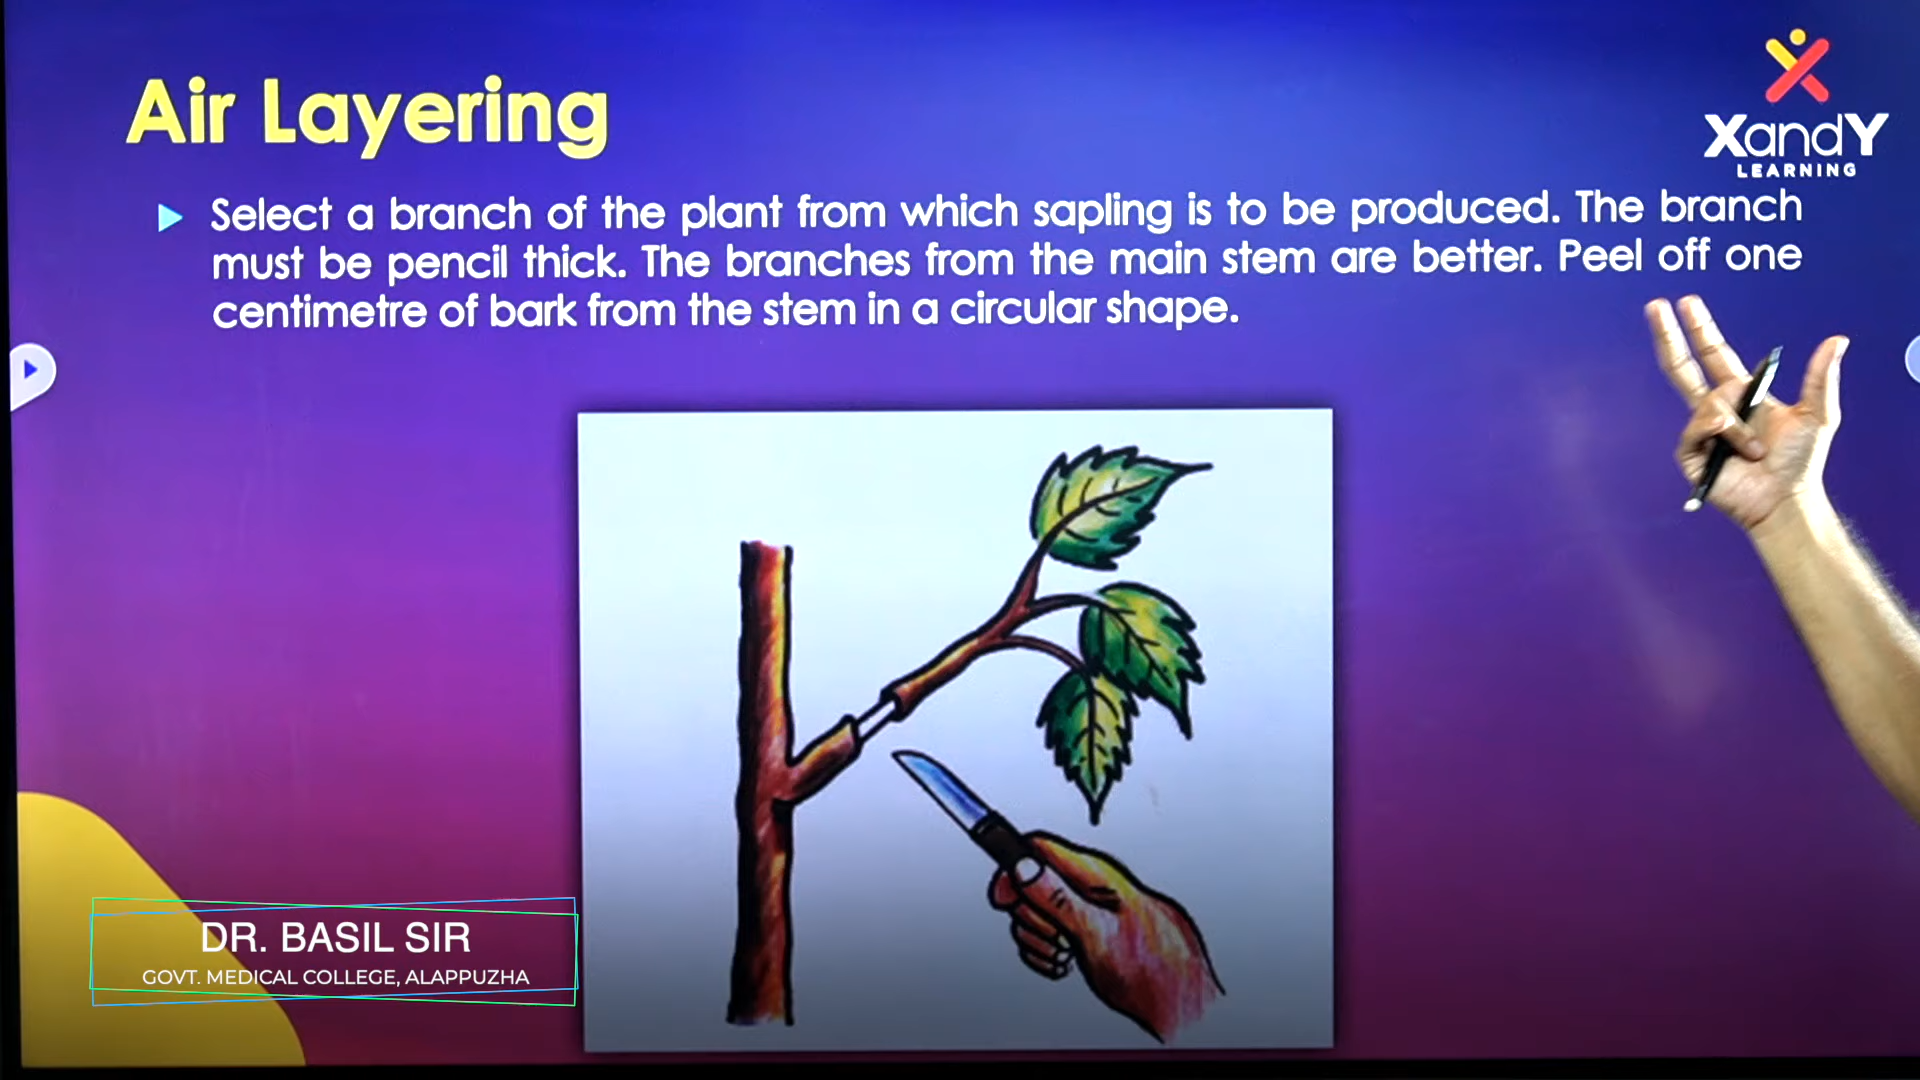 Air Layering
XandY
LEARNING
Select a branch of the plant from which sapling is to be produced. The branch
must be pencil thick. The branches from the main stem are better. Peel off one
centimetre of bark from the stem in a circular shape.
DR. BASIL SIR
GOVT. MEDICAL COLLEGE, ALAPPUZHA